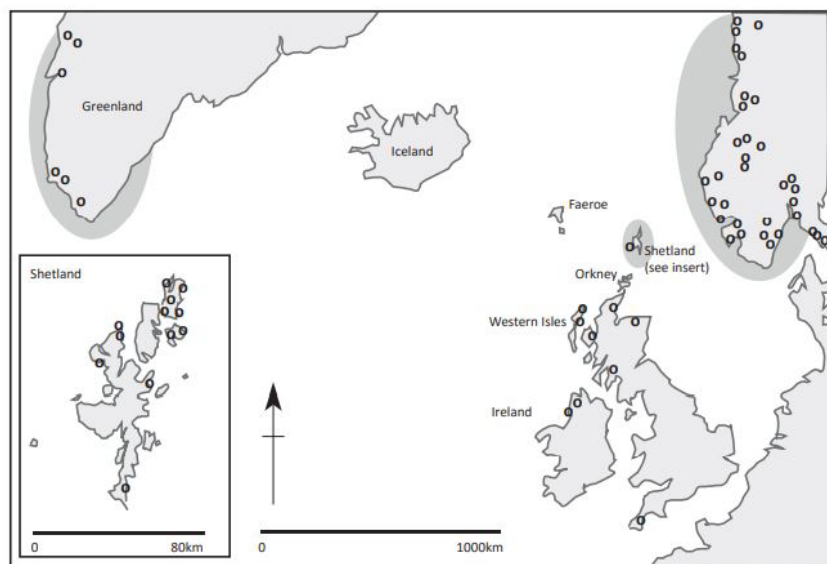 Greenland
Iceland
Faeroe
Shetland
(see insert)
Orkney
Western Isles
Ireland
Shetland
0
80km
0
1000km